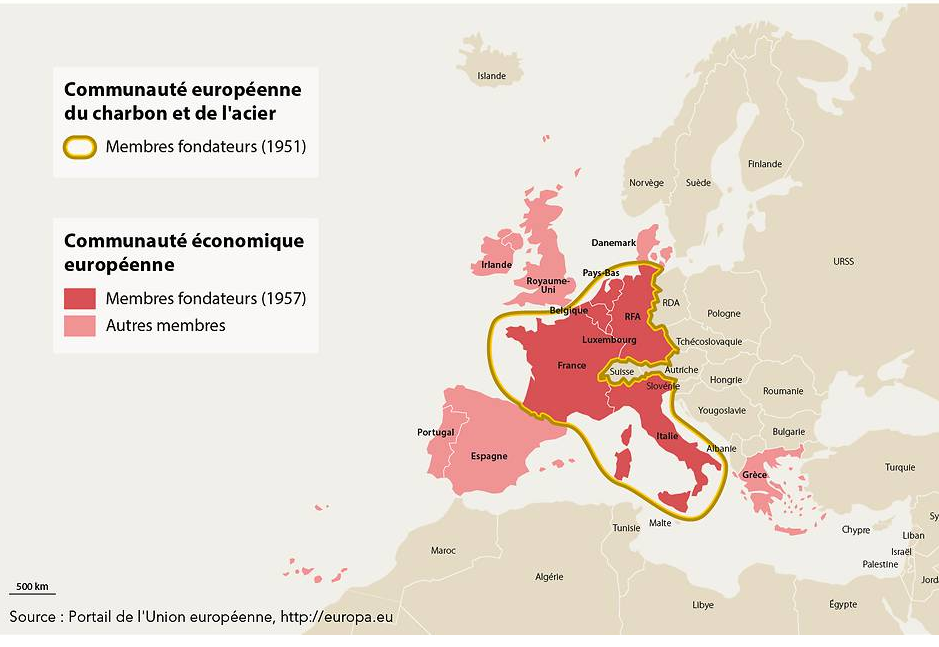 Communauté européenne
du charbon et de l'acier
Membres fondateurs (1951)
Communauté économique
européenne
Membres fondateurs (1957)
Autres membres
Islande
Norvège
Suède
Finlande
Danemark
URSS
Irlande
Royaume-
Uni
Pays-Bas
Belgique
RFA
RDA
Pologne
Luxembourg
Tchécoslovaquie
France
Suisse
Autriche
Slovénie
Hongrie
Roumanie
Yougoslavie
Bulgarie
Portugal
Espagne
Italie
Albanie
Grèce
Turquie
Malte
Tunisie
Chypre
Sy
Liban
Israël
Palestine
Jord
Maroc
Algérie
Libye
Égypte
500 km
Source : Portail de l'Union européenne, http://europa.eu